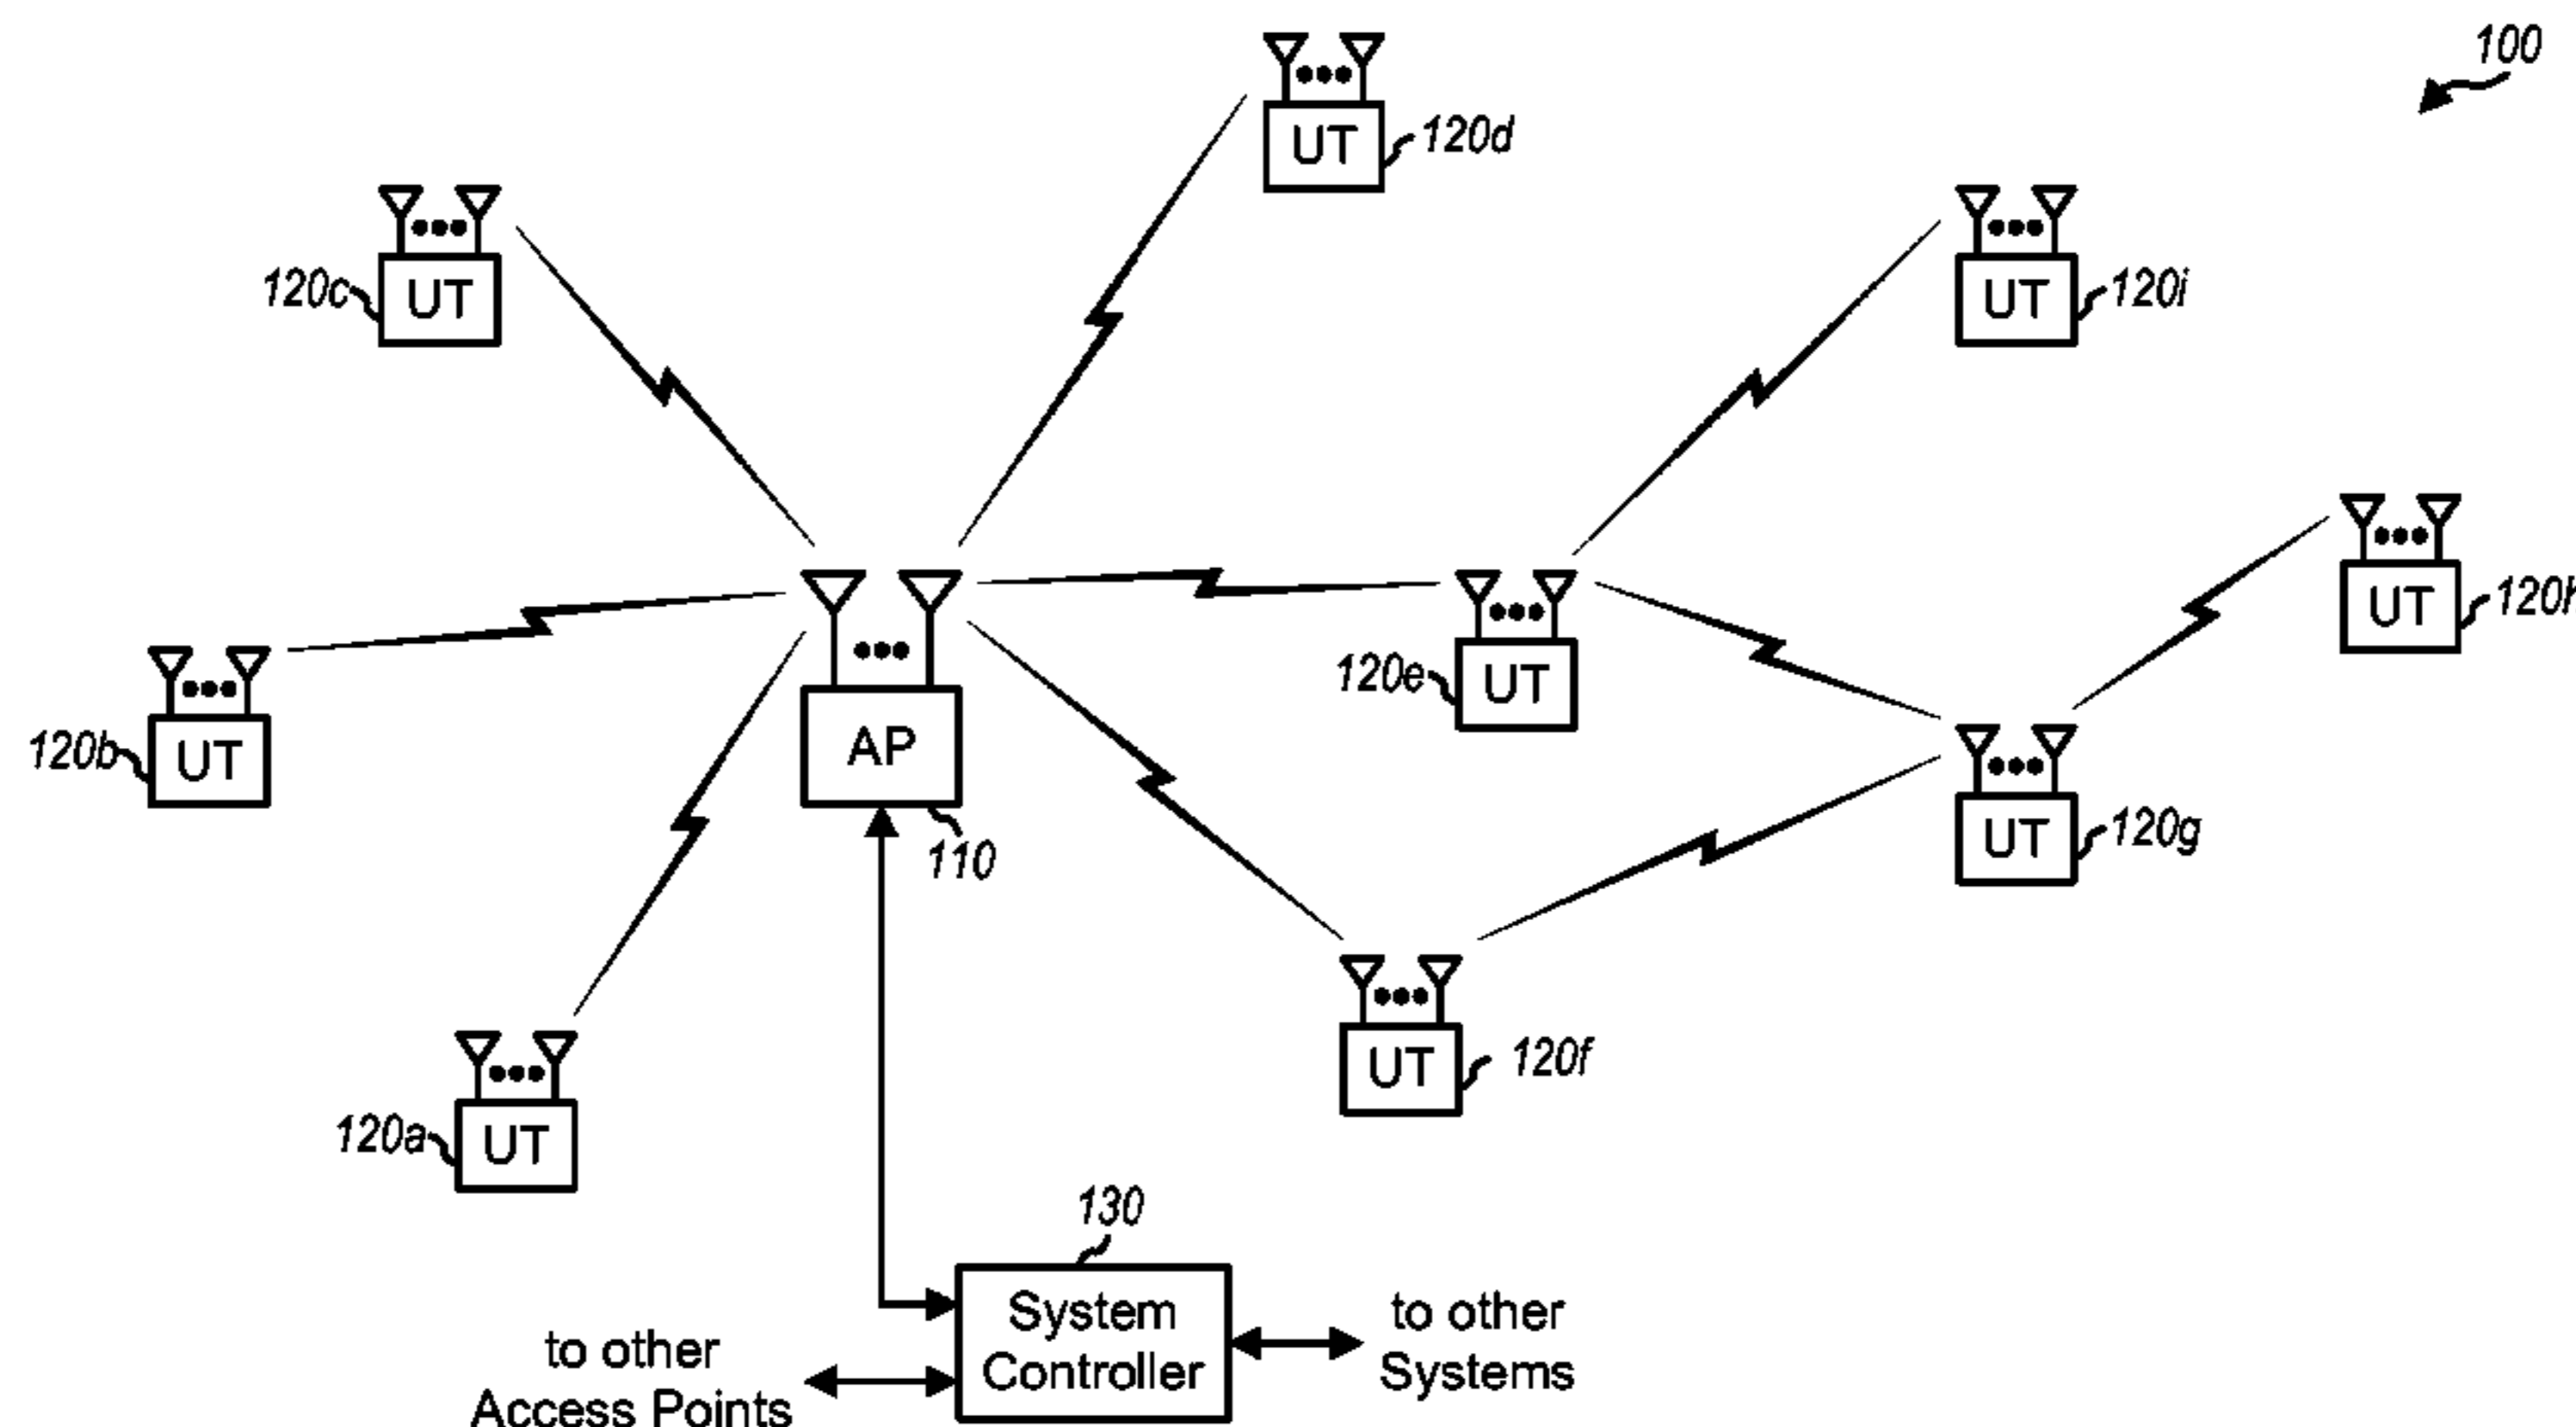 100
UT
120d
120c
UT
UT
120i
UT
120h
120e
UT
120b
UT
AP
110
UT
120g
UT
120f
120a
UT
130
System
Controller
to other
Access Points
to other
Systems